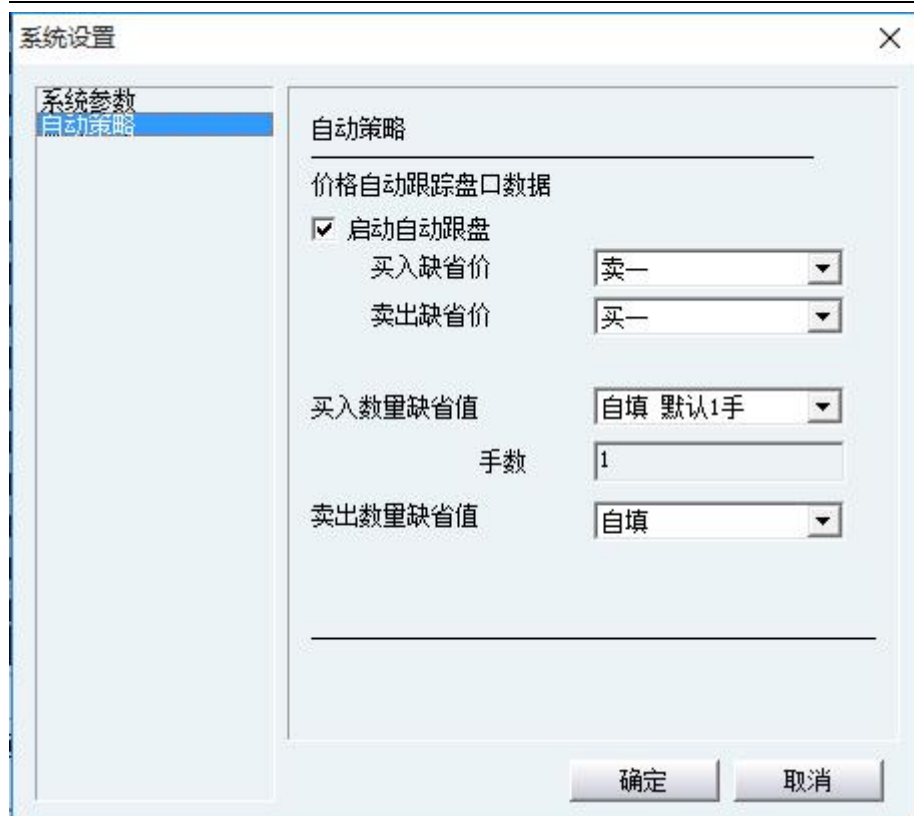 系统设置
系统参数
自动策略
自动策略
价格自动跟踪盘口数据
启动自动跟盘
买入缺省价 卖一
卖出缺省价 买一
买入数量缺省值 自填 默认1手
手数 1
卖出数量缺省值 自填
确定 取消